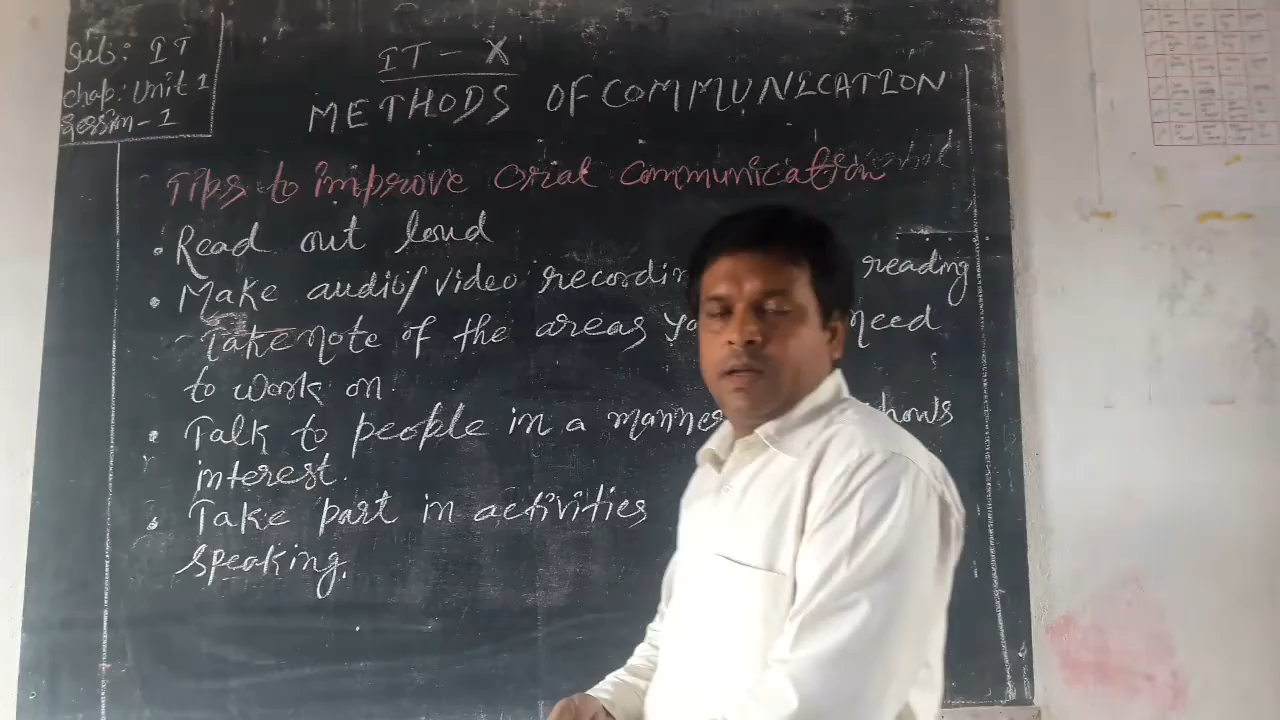 Sub: IT
Chap: Unit 1
Session-1
IT - X
METHODS OF COMMUNICATION
Tips to improve oral communication
• Read out loud
• Make audio/video recordin reading
- Take note of the areas yo need
to work on.
• Talk to people in a manner shows
interest.
• Take part in activities
speaking.